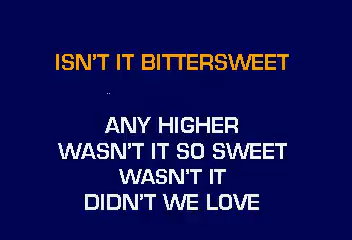 ISN'T IT BITTERSWEET
ANY HIGHER
WASN'T IT SO SWEET
WASN'T IT
DIDN'T WE LOVE